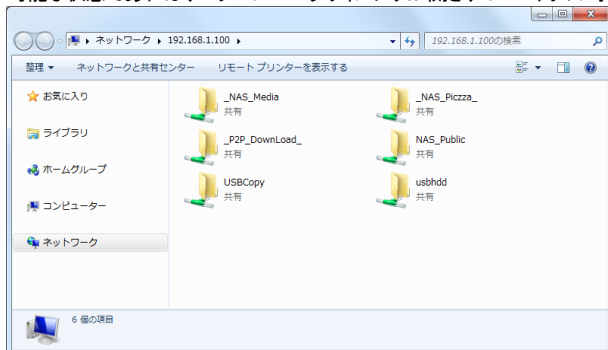 ネットワーク 192.168.1.100
192.168.1.100の検索
整理 ネットワークと共有センター リモート プリンターを表示する
お気に入り
ライブラリ
ホームグループ
コンピューター
ネットワーク
_NAS_Media
共有
_NAS_Piczza_
共有
_P2P_DownLoad_
共有
NAS_Public
共有
USBCopy
共有
usbhdd
共有
6 個の項目